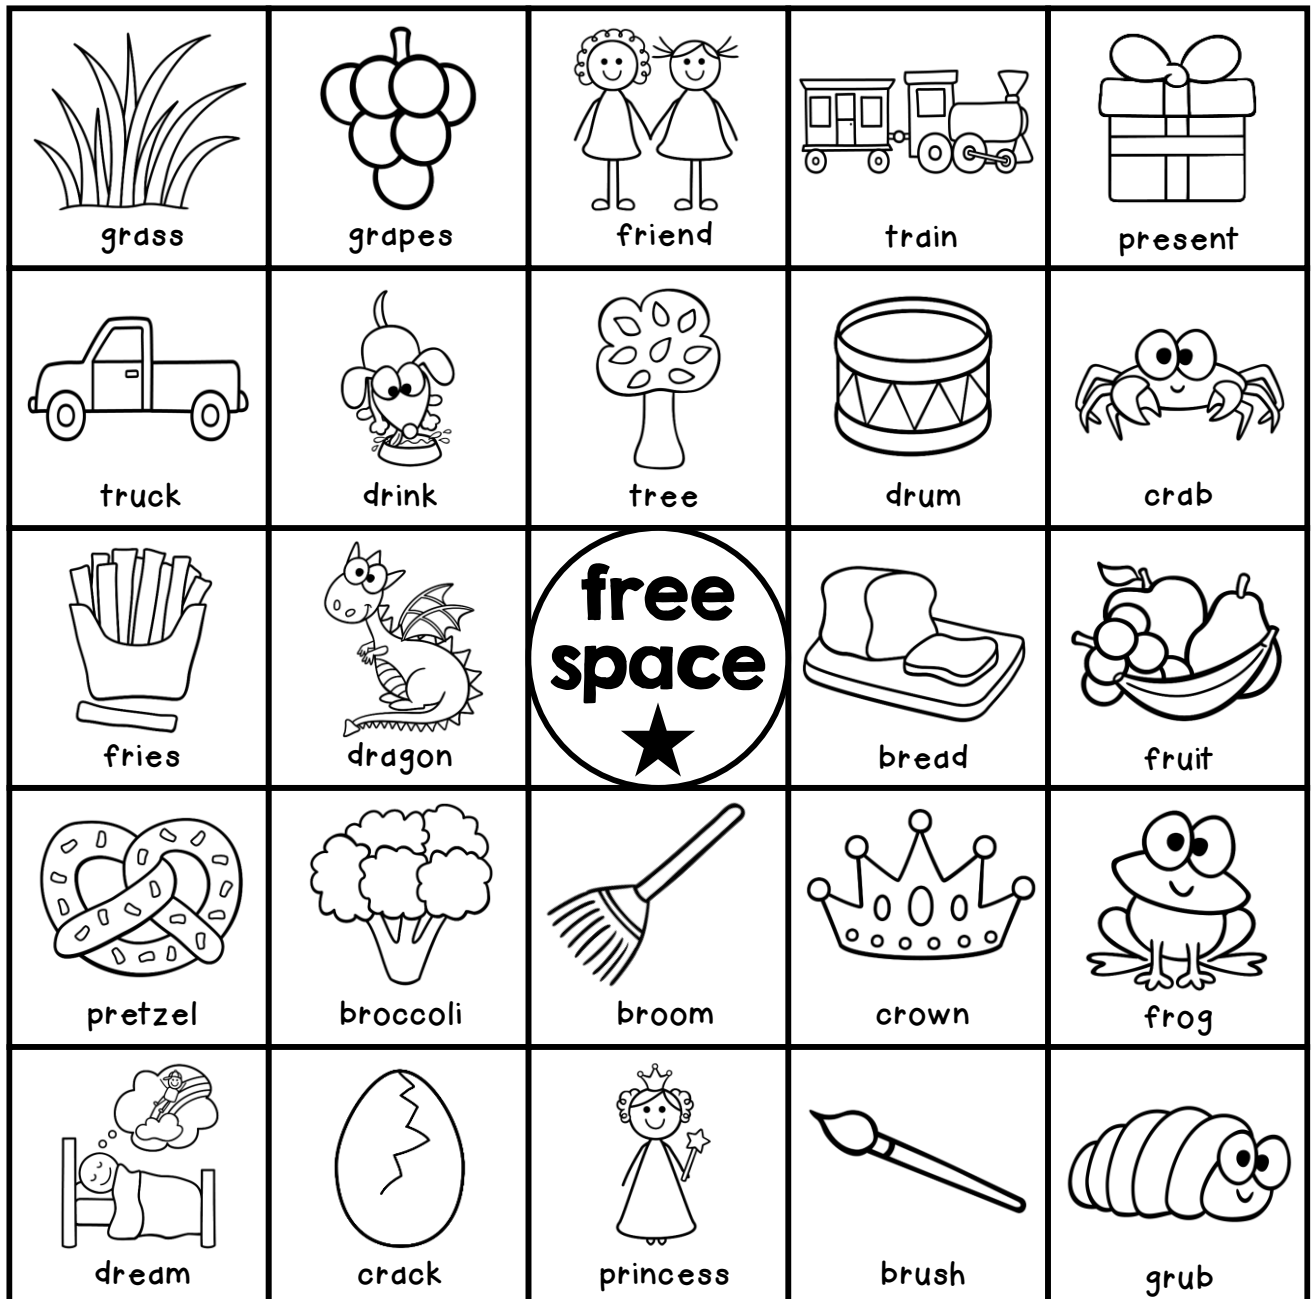 grass
grapes
friend
train
present
truck
drink
tree
drum
crab
fries
dragon
free
space
bread
fruit
pretzel
broccoli
broom
crown
frog
dream
crack
princess
brush
grub